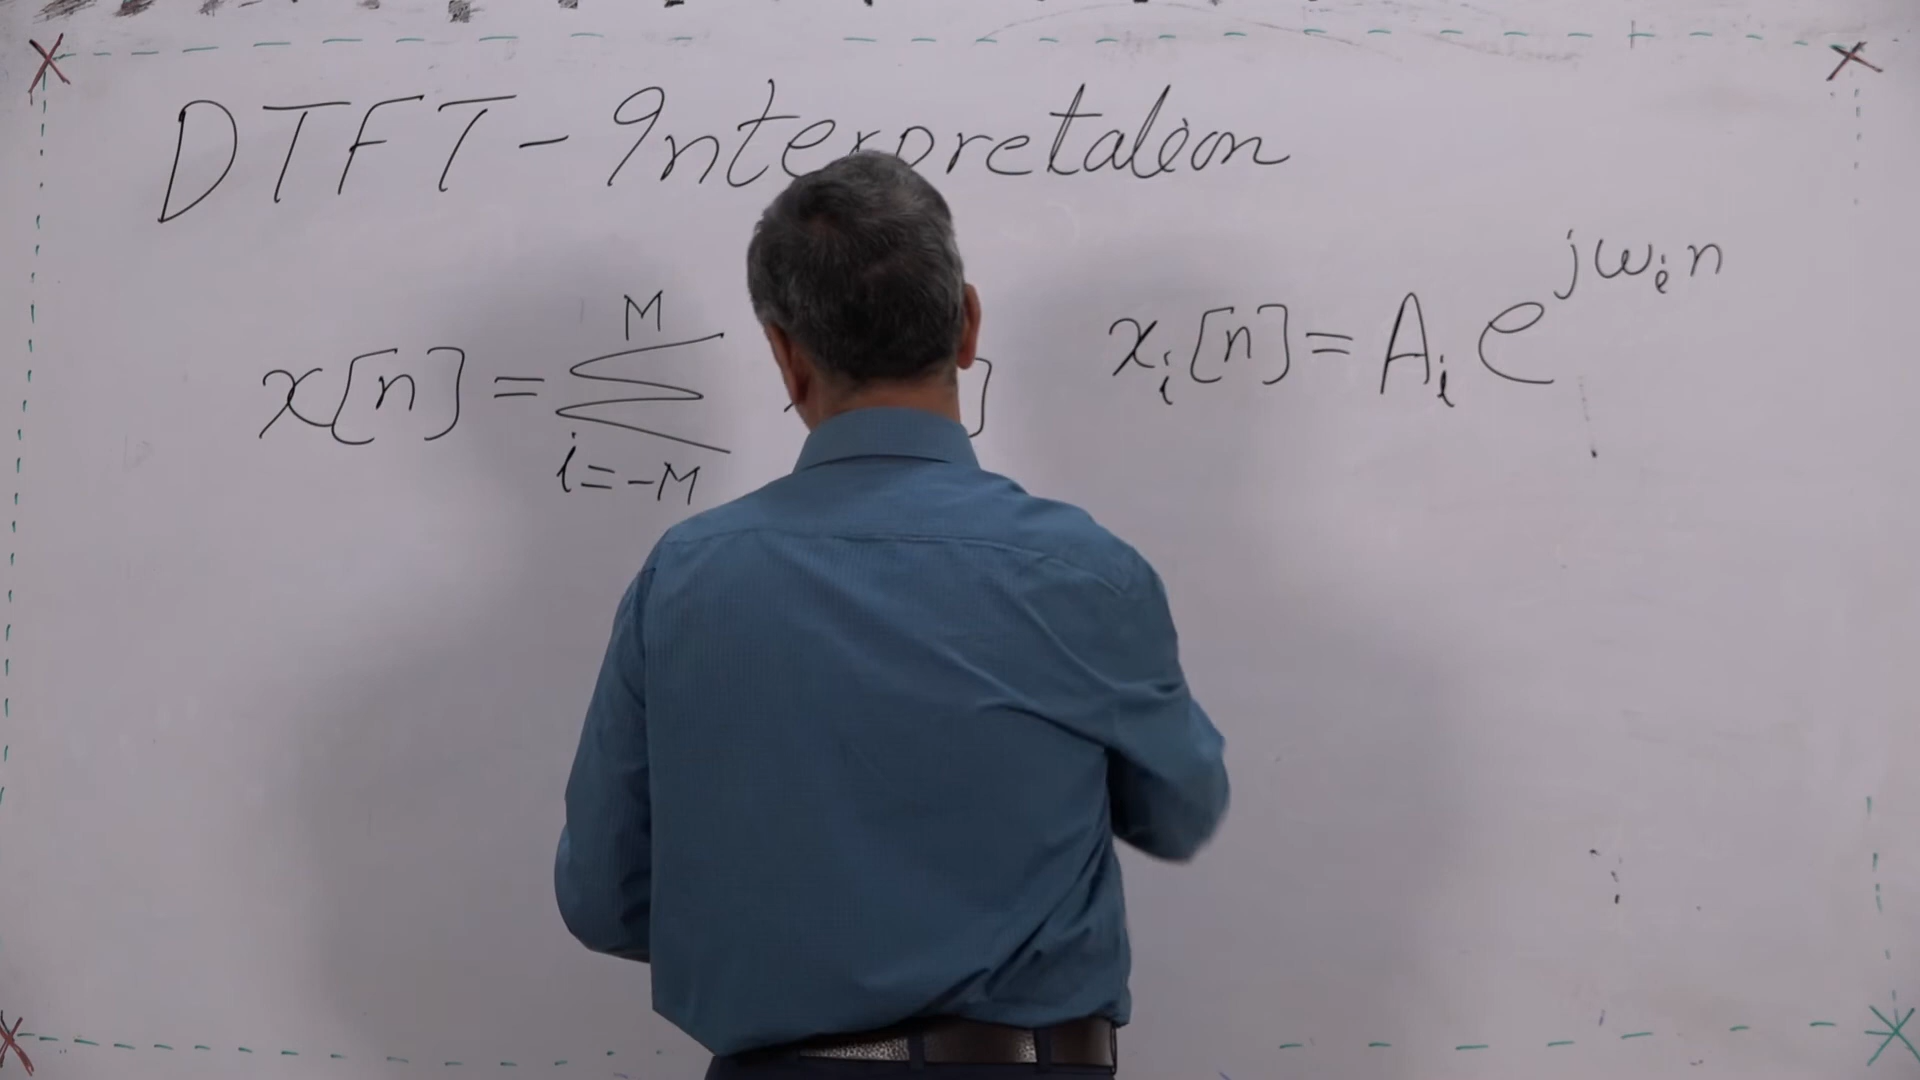 DTFT - Interpretation
M
x[n] = Σ ]
i=-M
x_i[n] = A_i e^{jω_i n}